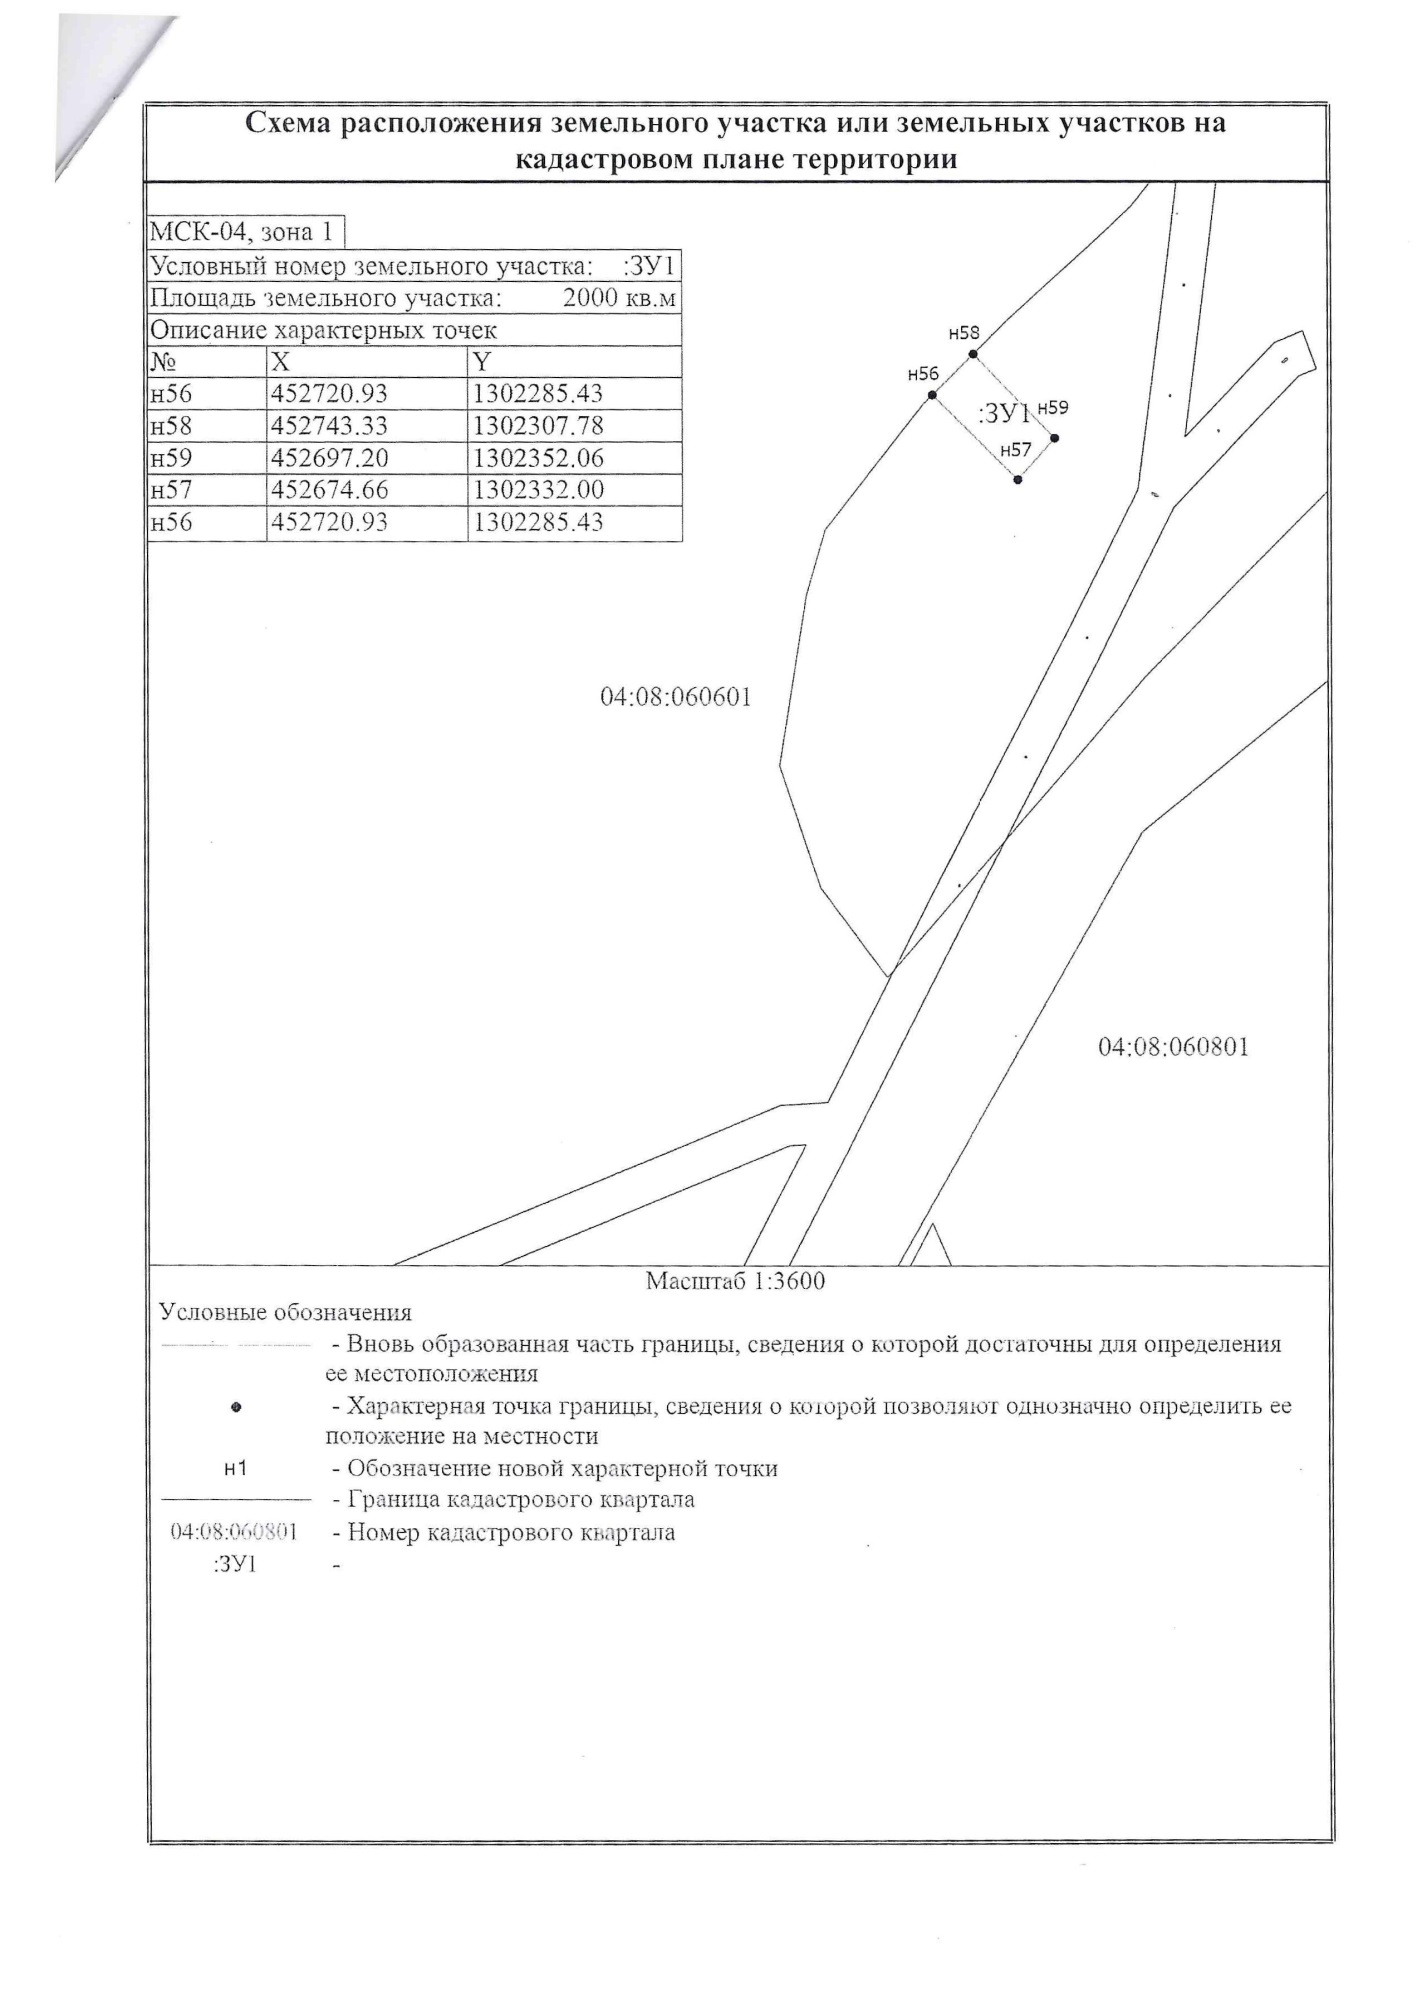 Схема расположения земельного участка или земельных участков на
кадастровом плане территории
МСК-04, зона 1
Условный номер земельного участка: :ЗУ1
Площадь земельного участка: 2000 кв.м
Описание характерных точек
№ X Y
н56 452720.93 1302285.43
н58 452743.33 1302307.78
н59 452697.20 1302352.06
н57 452674.66 1302332.00
н56 452720.93 1302285.43
н58
н56
:ЗУ1
н59
н57
04:08:060601
04:08:060801
Масштаб 1:3600
Условные обозначения
- Вновь образованная часть границы, сведения о которой достаточны для определения
ее местоположения
- Характерная точка границы, сведения о которой позволяют однозначно определить ее
положение на местности
н1 - Обозначение новой характерной точки
- Граница кадастрового квартала
04:08:060801 - Номер кадастрового квартала
:ЗУ1 -